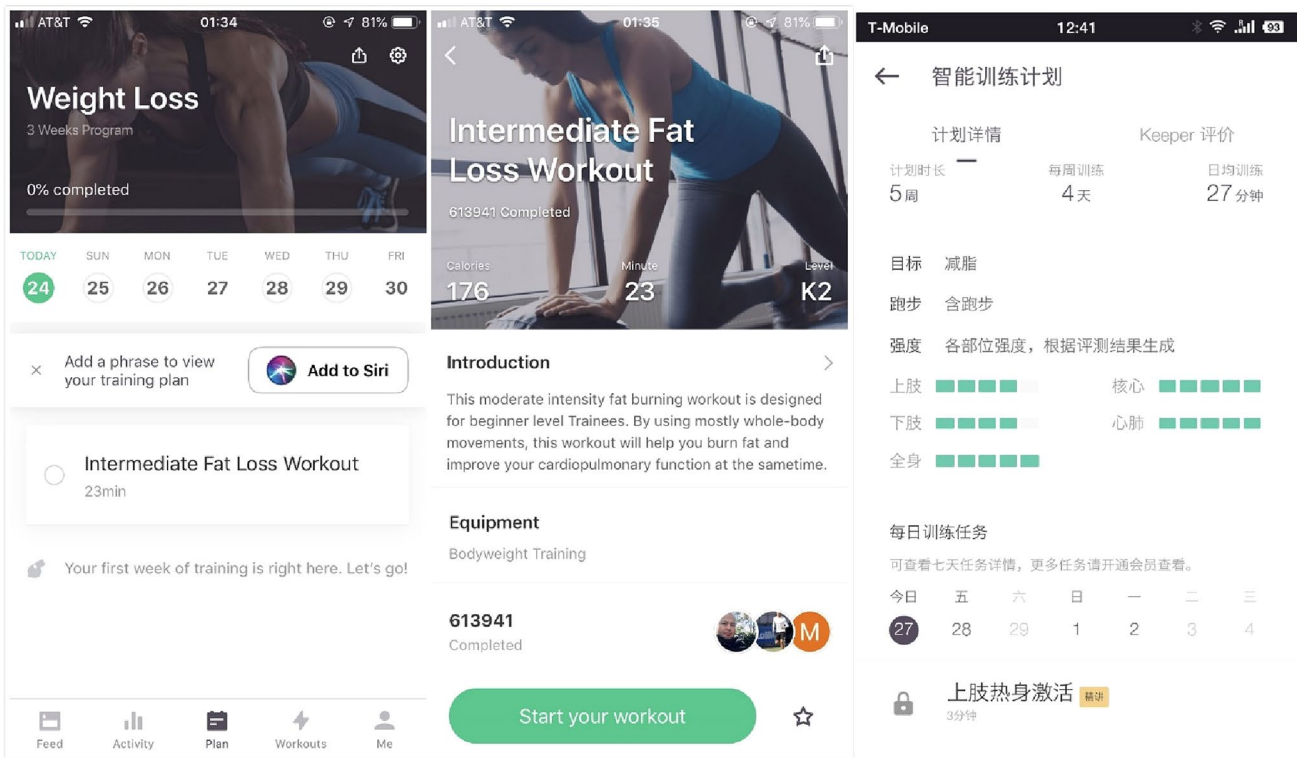 AT&T 01:34 81%
Weight Loss
3 Weeks Program
0% completed
TODAY SUN MON TUE WED THU FRI
24 25 26 27 28 29 30
Add a phrase to view
your training plan
Add to Siri
Intermediate Fat Loss Workout
23min
Your first week of training is right here. Let's go!
Feed Activity Plan Workouts Me
AT&T 01:35 81%
Intermediate Fat
Loss Workout
613941 Completed
Calories Minute Level
176 23 K2
Introduction
This moderate intensity fat burning workout is designed
for beginner level Trainees. By using mostly whole-body
movements, this workout will help you burn fat and
improve your cardiopulmonary function at the sametime.
Equipment
Bodyweight Training
613941
Completed
M
Start your workout
T-Mobile 12:41 93
智能训练计划
计划详情 Keeper 评价
计划时长 每周训练 日均训练
5周 4天 27分钟
目标 减脂
跑步 含跑步
强度 各部位强度，根据评测结果生成
上肢 核心
下肢 心肺
全身
每日训练任务
可查看七天任务详情，更多任务请开通会员查看。
今日 五 六 日 一 二 三
27 28 29 1 2 3 4
上肢热身激活 精讲
3分钟